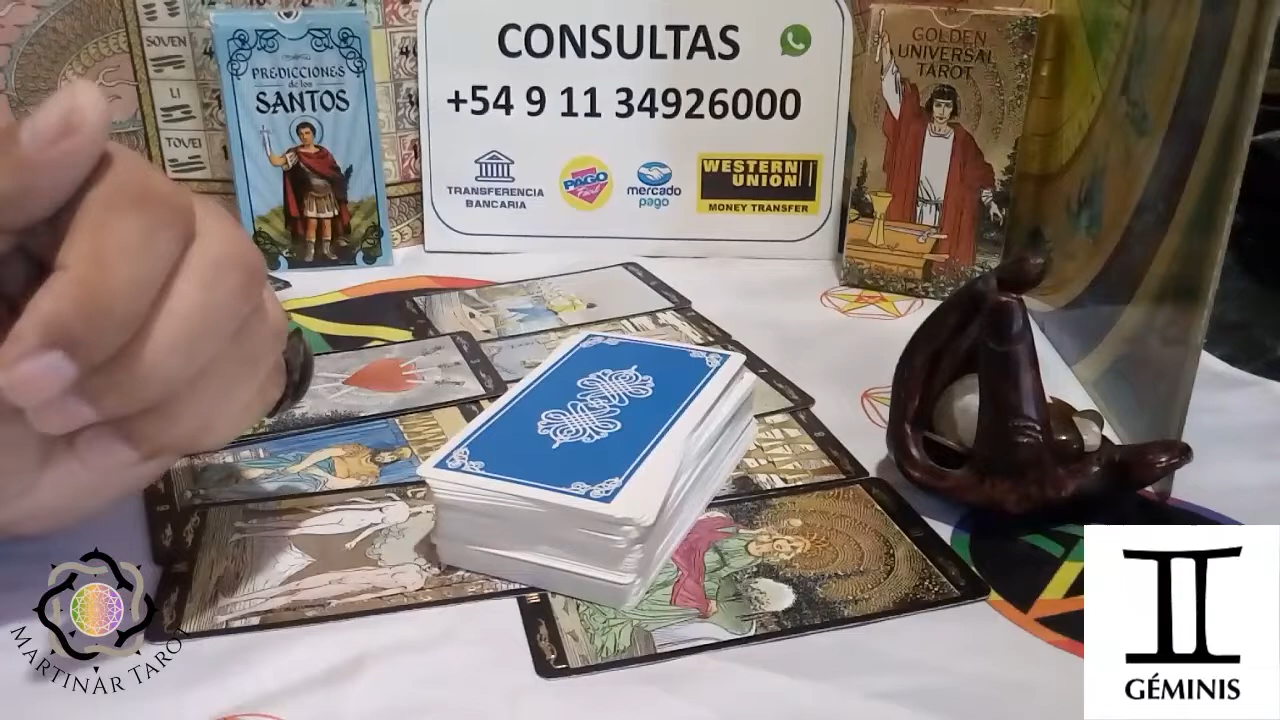 SOVEN
LI
TOVEI
PREDICCIONES
de los
SANTOS
CONSULTAS
+54 9 11 34926000
TRANSFERENCIA
BANCARIA
PAGO
FÁCIL
mercado
pago
WESTERN
UNION
MONEY TRANSFER
GOLDEN
UNIVERSAL
TAROT
MARTINAR TAROT
GÉMINIS